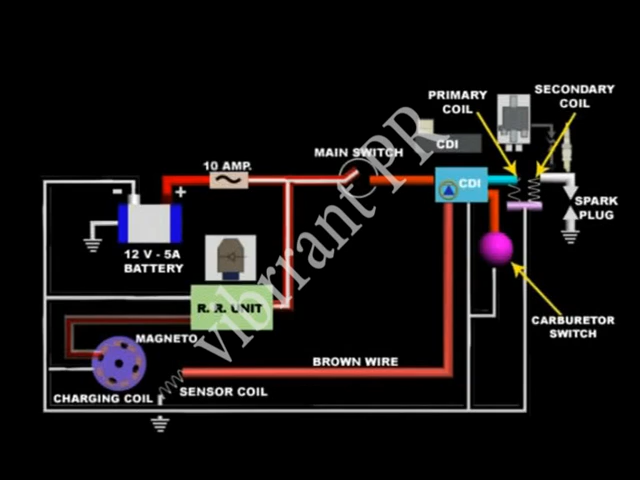 PRIMARY
COIL
SECONDARY
COIL
CDI
MAIN SWITCH
10 AMP.
CDI
-
+
SPARK
PLUG
12 V - 5A
BATTERY
R. R. UNIT
CARBURETOR
SWITCH
MAGNETO
BROWN WIRE
SENSOR COIL
CHARGING COIL
vibrrant PR